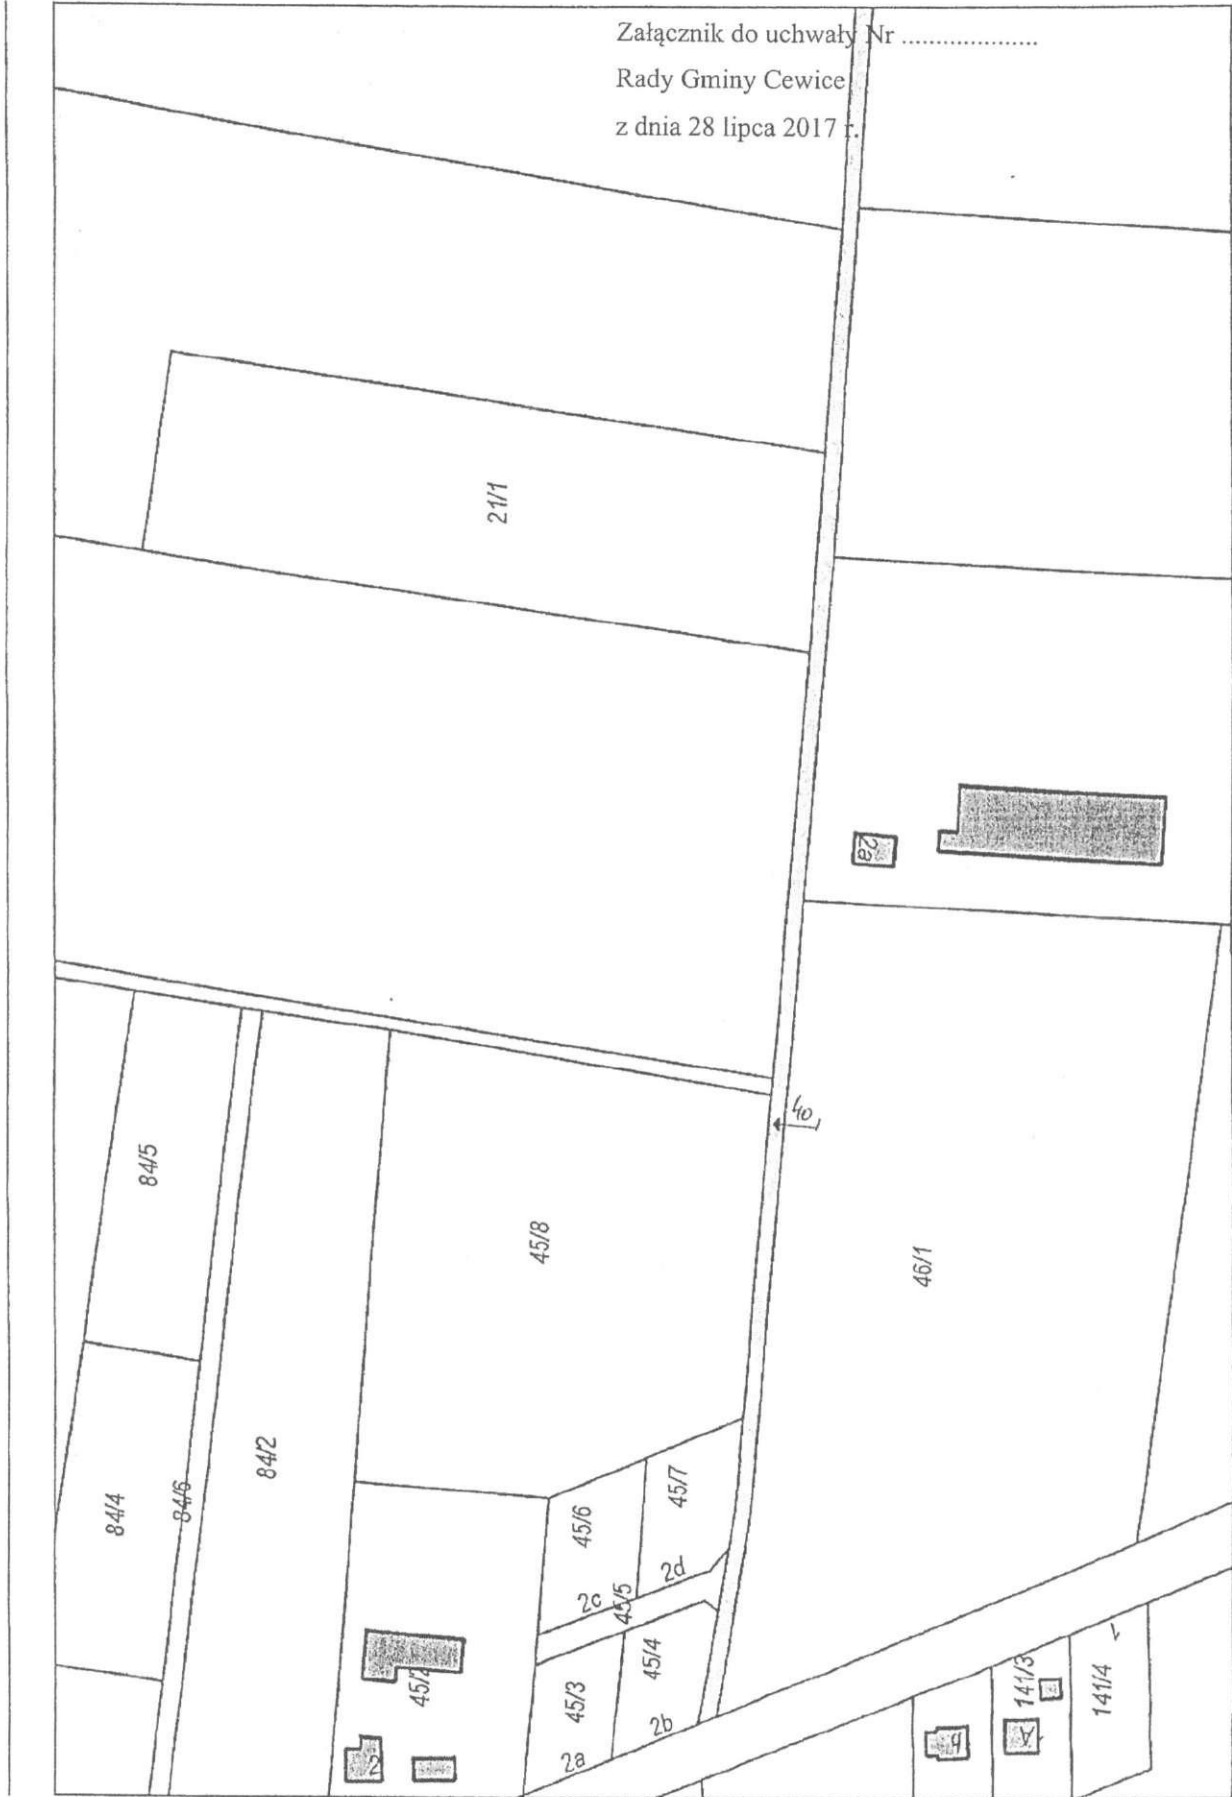 Załącznik do uchwały Nr ....................
Rady Gminy Cewice
z dnia 28 lipca 2017 r.
21/1
2a
40
84/5
45/8
46/1
84/2
84/4
84/6
45/6
45/7
2c
45/5
2d
45/2
45/3
45/4
2b
2a
2
141/3
141/4
1
A